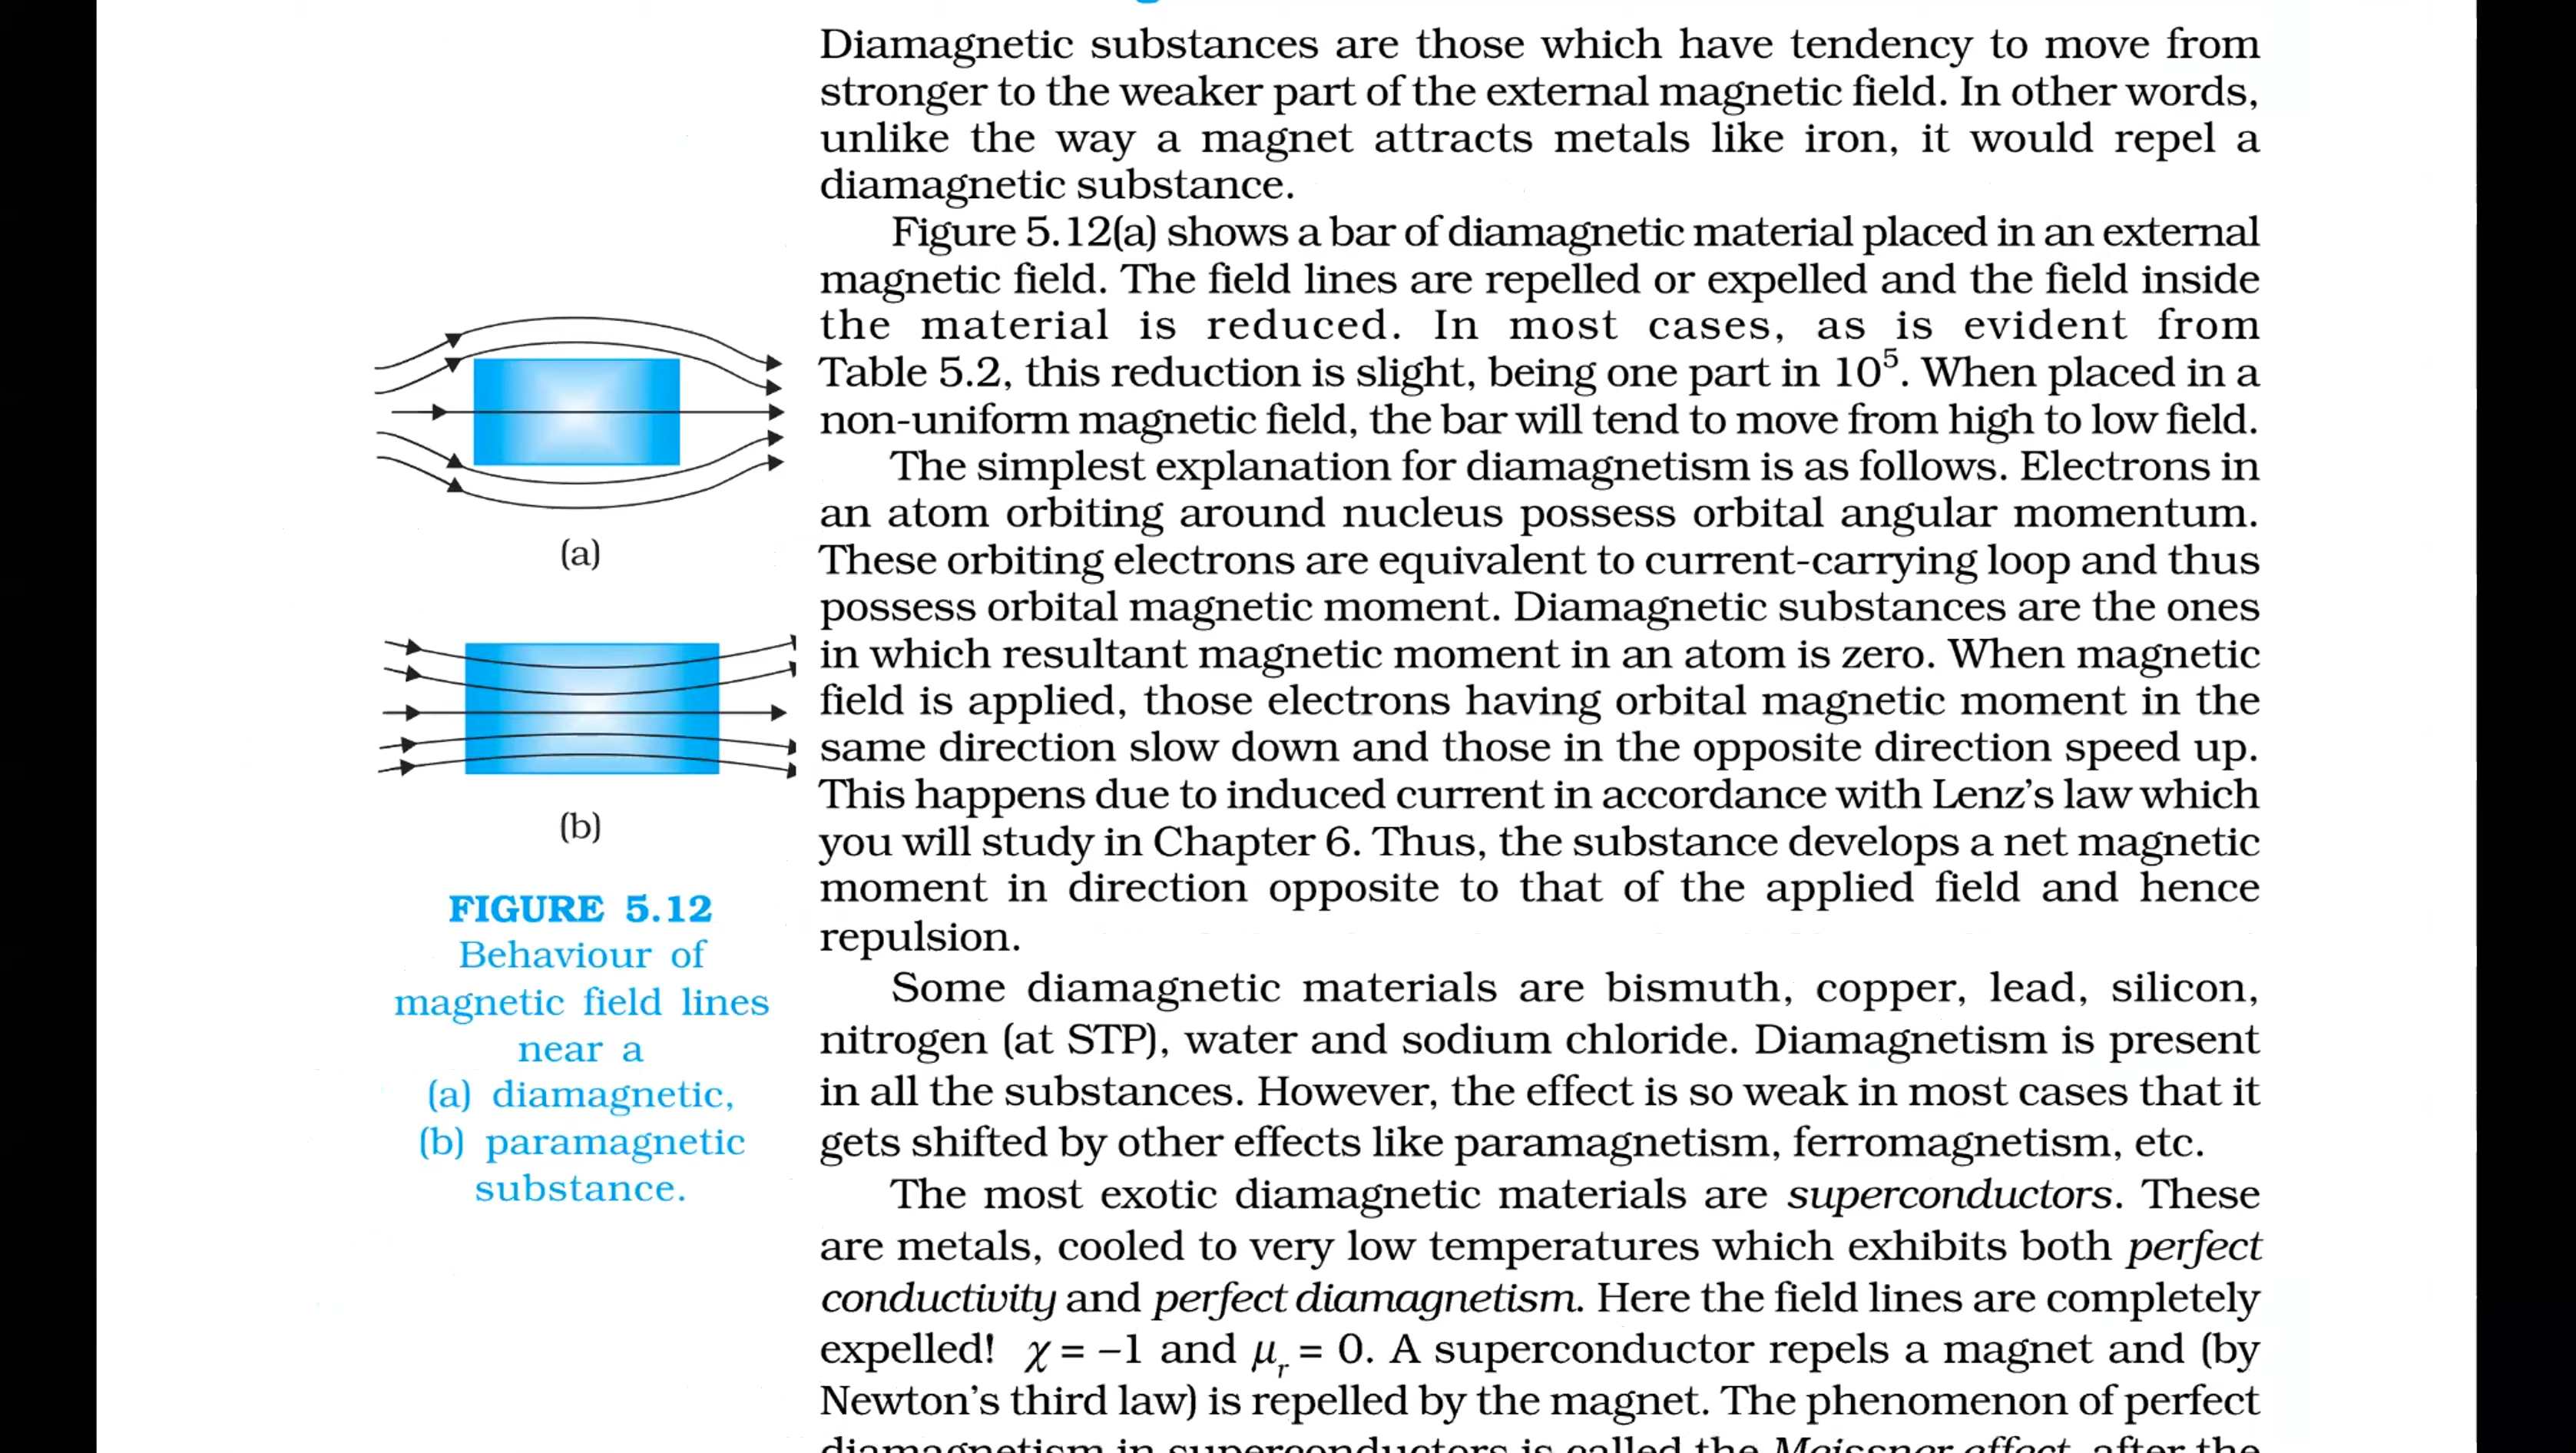 Diamagnetic substances are those which have tendency to move from
stronger to the weaker part of the external magnetic field. In other words,
unlike the way a magnet attracts metals like iron, it would repel a
diamagnetic substance.
Figure 5.12(a) shows a bar of diamagnetic material placed in an external
magnetic field. The field lines are repelled or expelled and the field inside
the material is reduced. In most cases, as is evident from
Table 5.2, this reduction is slight, being one part in 10⁵. When placed in a
non-uniform magnetic field, the bar will tend to move from high to low field.
The simplest explanation for diamagnetism is as follows. Electrons in
an atom orbiting around nucleus possess orbital angular momentum.
These orbiting electrons are equivalent to current-carrying loop and thus
possess orbital magnetic moment. Diamagnetic substances are the ones
in which resultant magnetic moment in an atom is zero. When magnetic
field is applied, those electrons having orbital magnetic moment in the
same direction slow down and those in the opposite direction speed up.
This happens due to induced current in accordance with Lenz's law which
you will study in Chapter 6. Thus, the substance develops a net magnetic
moment in direction opposite to that of the applied field and hence
repulsion.
Some diamagnetic materials are bismuth, copper, lead, silicon,
nitrogen (at STP), water and sodium chloride. Diamagnetism is present
in all the substances. However, the effect is so weak in most cases that it
gets shifted by other effects like paramagnetism, ferromagnetism, etc.
The most exotic diamagnetic materials are superconductors. These
are metals, cooled to very low temperatures which exhibits both perfect
conductivity and perfect diamagnetism. Here the field lines are completely
expelled! χ = −1 and μᵣ = 0. A superconductor repels a magnet and (by
Newton's third law) is repelled by the magnet. The phenomenon of perfect
diamagnetism in superconductors is called the Meissner effect, after the
(a)
(b)
FIGURE 5.12
Behaviour of
magnetic field lines
near a
(a) diamagnetic,
(b) paramagnetic
substance.